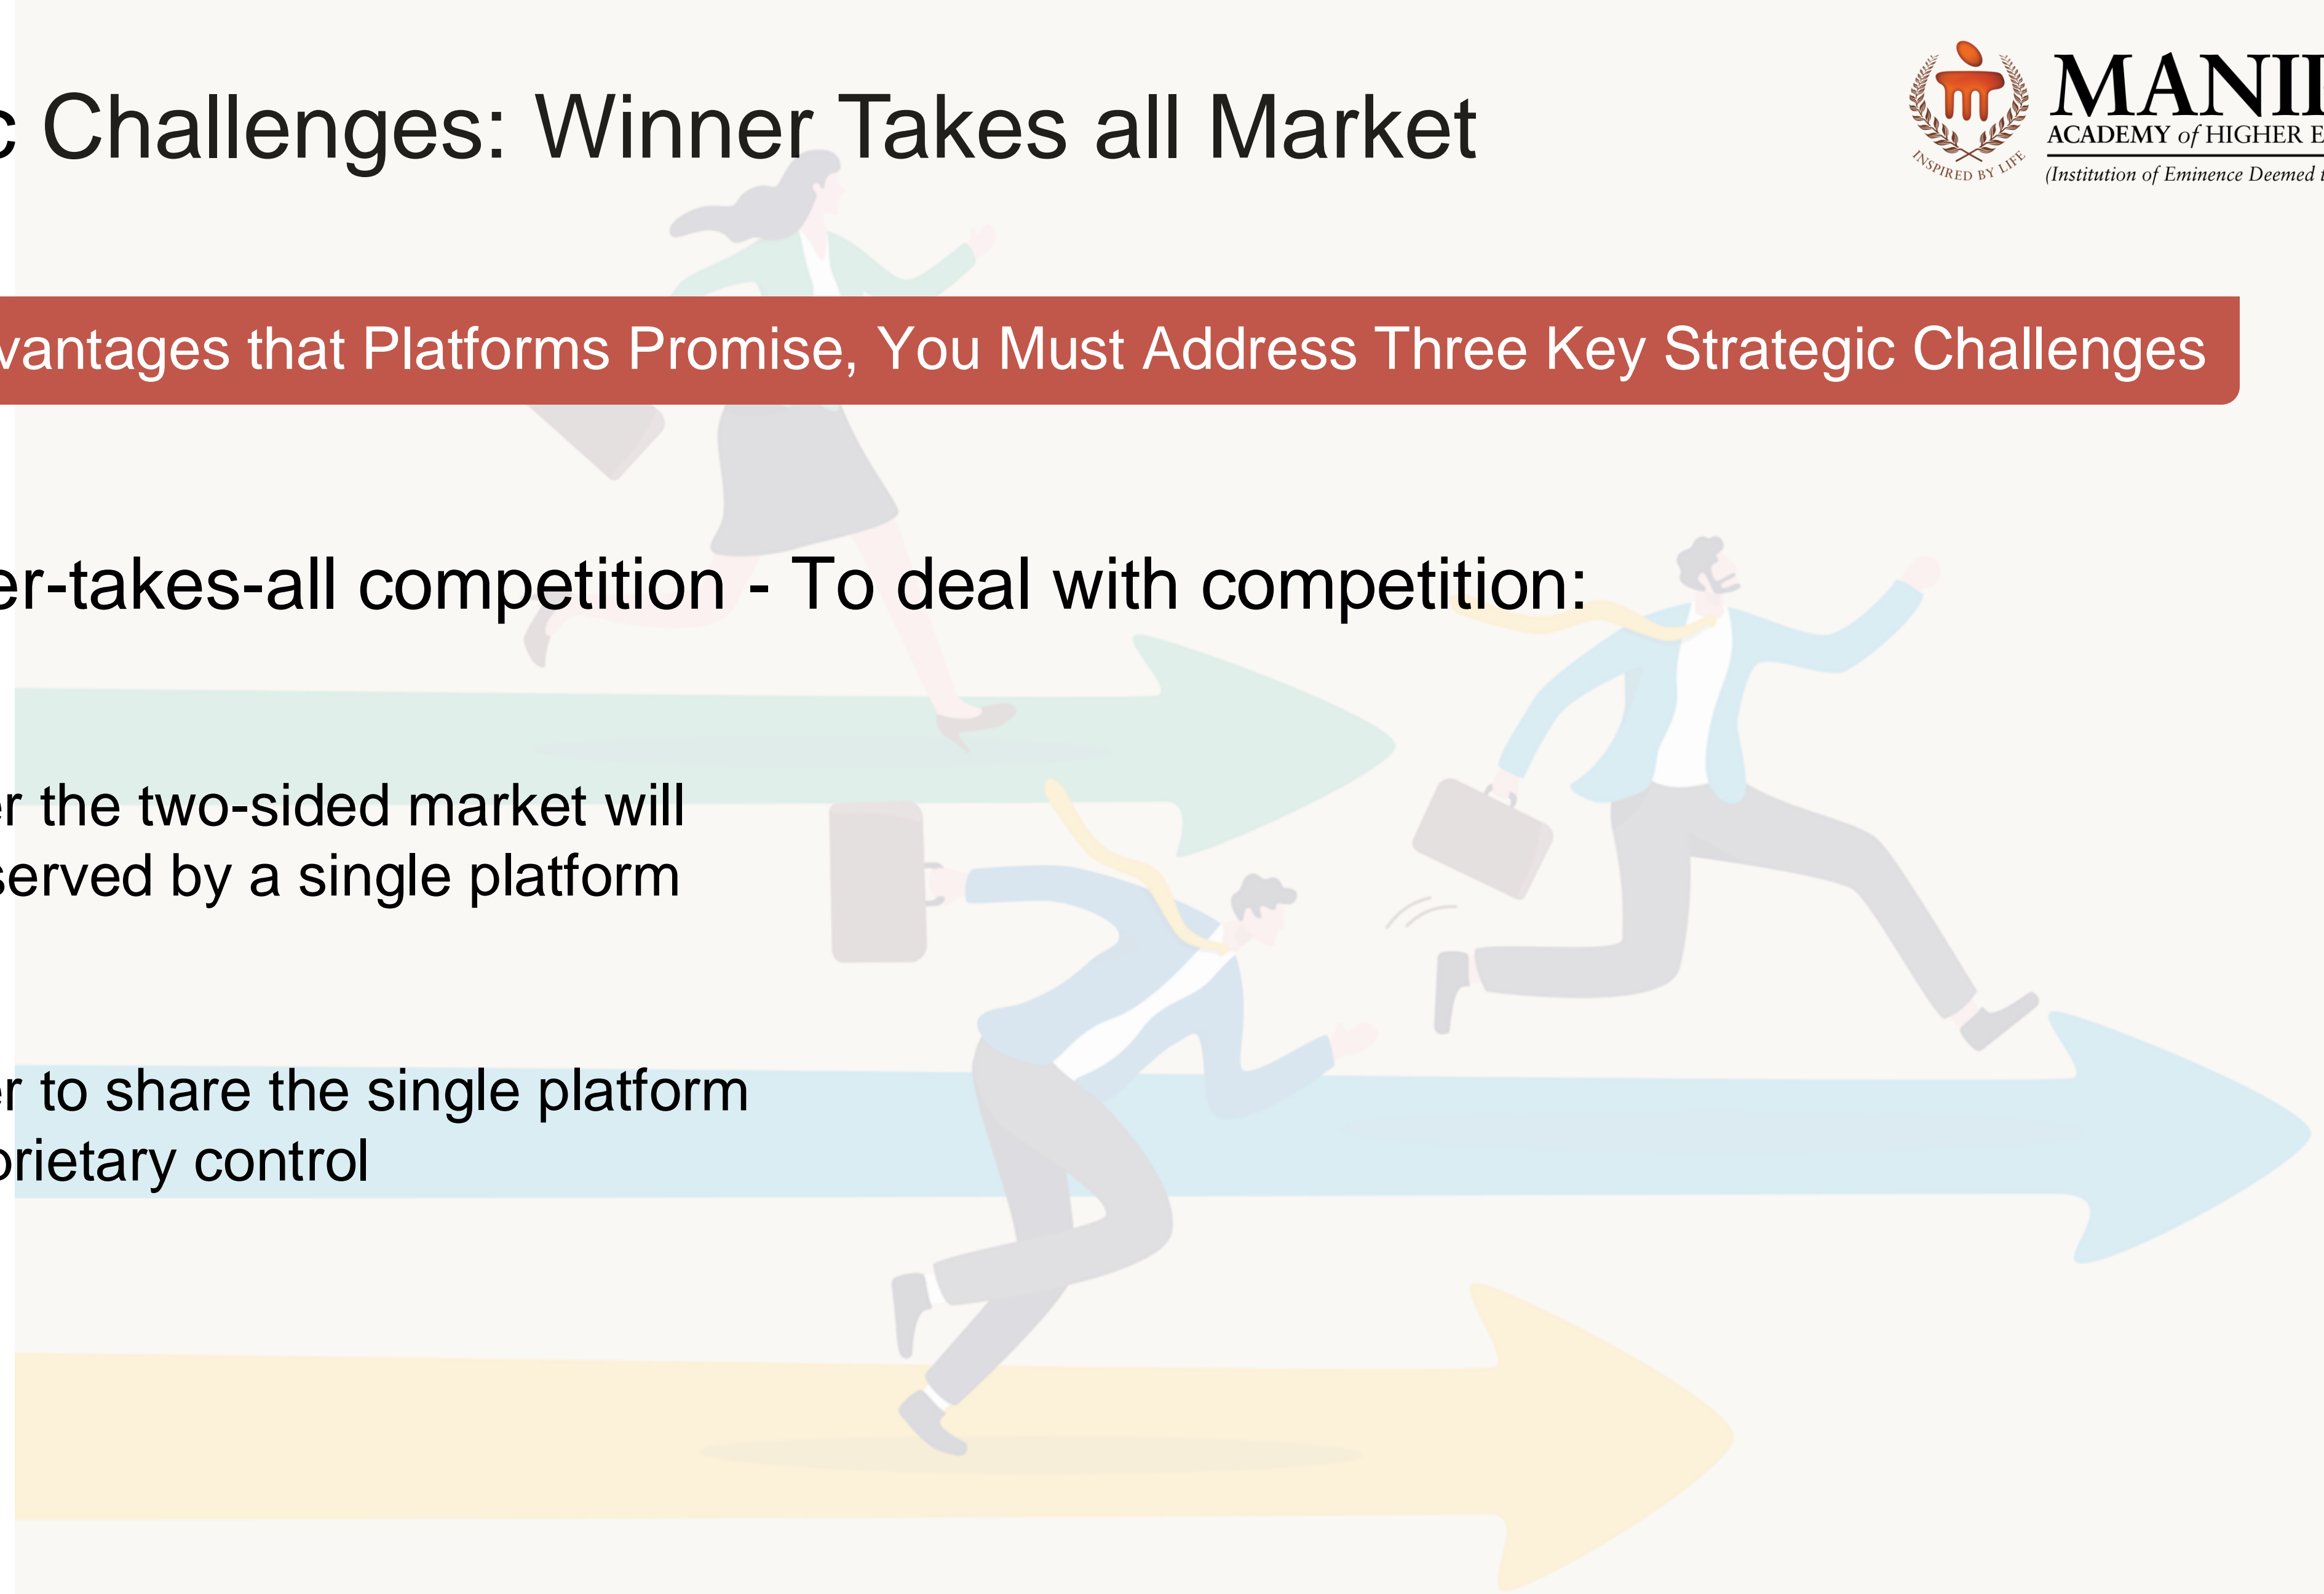 c Challenges: Winner Takes all Market
MANI
ACADEMY of HIGHER E
(Institution of Eminence Deemed t
INSPIRED BY LIFE
vantages that Platforms Promise, You Must Address Three Key Strategic Challenges
er-takes-all competition - To deal with competition:
r the two-sided market will
served by a single platform
r to share the single platform
prietary control